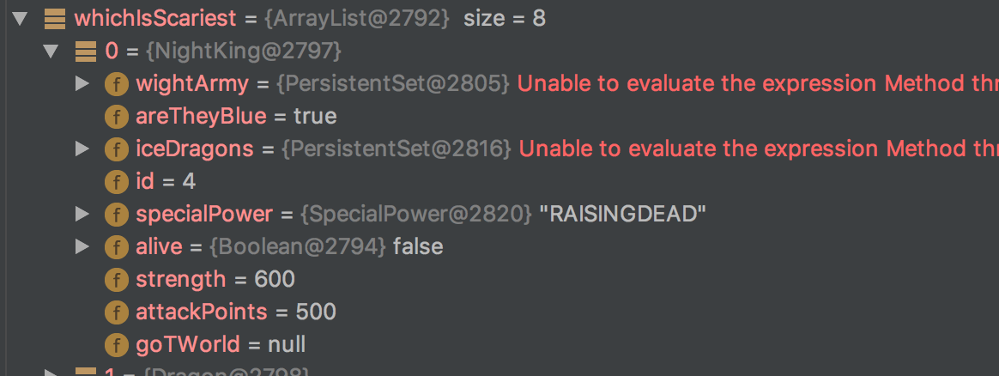 whichIsScariest = {ArrayList@2792} size = 8
0 = {NightKing@2797}
f wightArmy = {PersistentSet@2805} Unable to evaluate the expression Method thr
f areTheyBlue = true
f iceDragons = {PersistentSet@2816} Unable to evaluate the expression Method thr
f id = 4
f specialPower = {SpecialPower@2820} "RAISINGDEAD"
f alive = {Boolean@2794} false
f strength = 600
f attackPoints = 500
f goTWorld = null
1 = {Dragon@2798}